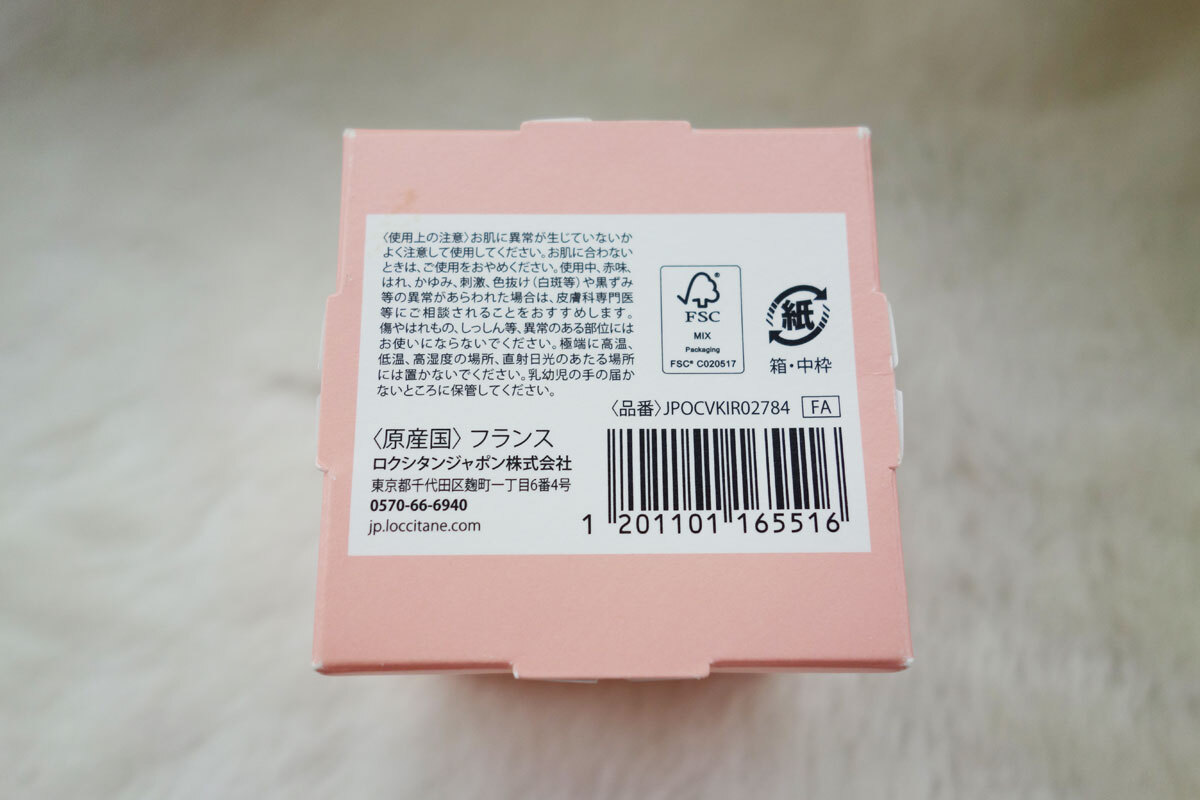 〈使用上の注意〉お肌に異常が生じていないか
よく注意して使用してください。お肌に合わない
ときは、ご使用をおやめください。使用中、赤味、
はれ、かゆみ、刺激、色抜け(白斑等)や黒ずみ
等の異常があらわれた場合は、皮膚科専門医
等にご相談されることをおすすめします。
傷やはれもの、しっしん等、異常のある部位には
お使いにならないでください。極端に高温、
低温、高湿度の場所、直射日光のあたる場所
には置かないでください。乳幼児の手の届か
ないところに保管してください。
FSC®
MIX
Packaging
FSC® C020517
紙
箱・中枠
〈品番〉JPOCVKIR02784 FA
〈原産国〉フランス
ロクシタンジャポン株式会社
東京都千代田区麹町一丁目6番4号
0570-66-6940
jp.loccitane.com
1 201101 165516